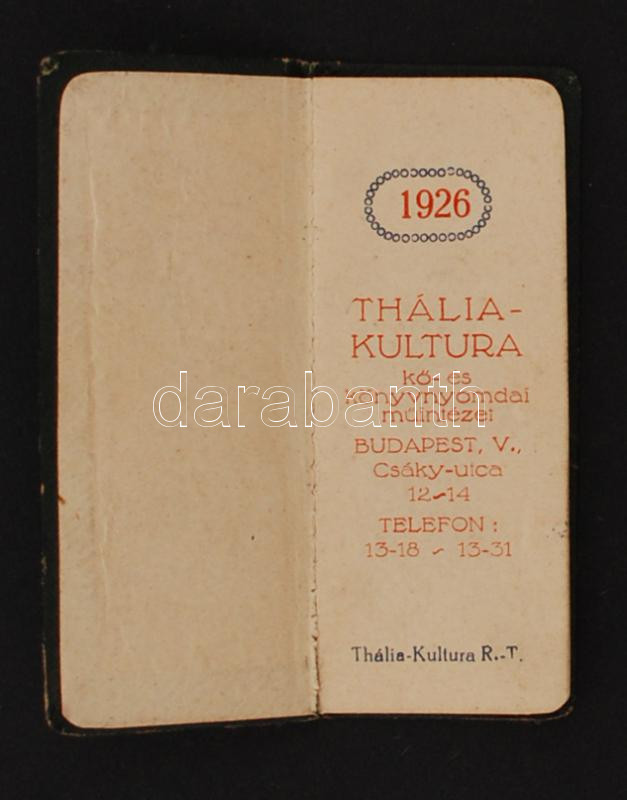 1926
THÁLIA-
KULTURA
kő- és
könyvnyomdai
műintézet
BUDAPEST, V.,
Csáky-utca
12~14
TELEFON :
13-18 ~ 13-31
Thália-Kultura R.-T.
darabanth